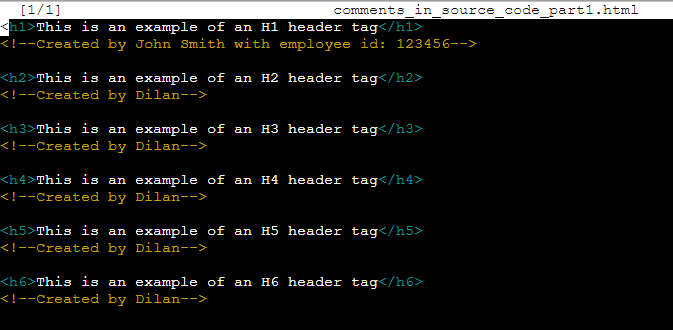 [1/1] comments_in_source_code_part1.html
<h1>This is an example of an H1 header tag</h1>
<!--Created by John Smith with employee id: 123456-->
<h2>This is an example of an H2 header tag</h2>
<!--Created by Dilan-->
<h3>This is an example of an H3 header tag</h3>
<!--Created by Dilan-->
<h4>This is an example of an H4 header tag</h4>
<!--Created by Dilan-->
<h5>This is an example of an H5 header tag</h5>
<!--Created by Dilan-->
<h6>This is an example of an H6 header tag</h6>
<!--Created by Dilan-->